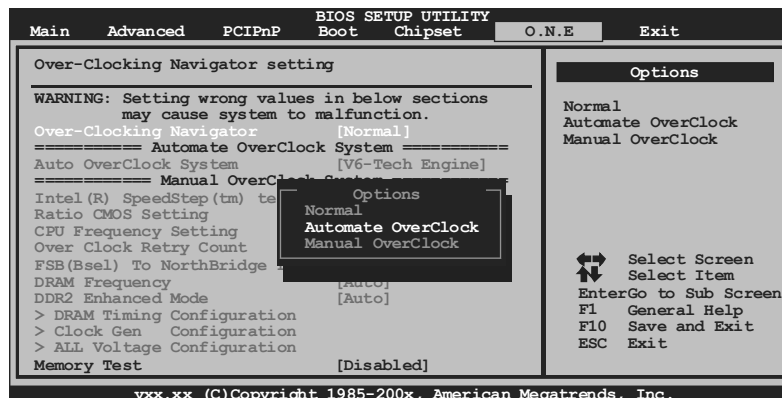 BIOS SETUP UTILITY
Main Advanced PCIPnP Boot Chipset O.N.E Exit
Over-Clocking Navigator setting
WARNING: Setting wrong values in below sections
may cause system to malfunction.
Over-Clocking Navigator [Normal]
=========== Automate OverClock System ===========
Auto OverClock System [V6-Tech Engine]
============ Manual OverClock System ============
Intel(R) SpeedStep(tm) te
Ratio CMOS Setting
CPU Frequency Setting
Over Clock Retry Count
FSB(Bsel) To NorthBridge
DRAM Frequency [Auto]
DDR2 Enhanced Mode [Auto]
> DRAM Timing Configuration
> Clock Gen Configuration
> ALL Voltage Configuration
Memory Test [Disabled]
Options
Normal
Automate OverClock
Manual OverClock
Options
Normal
Automate OverClock
Manual OverClock
Select Screen
Select Item
EnterGo to Sub Screen
F1 General Help
F10 Save and Exit
ESC Exit
vxx.xx (C)Copyright 1985-200x, American Megatrends, Inc.